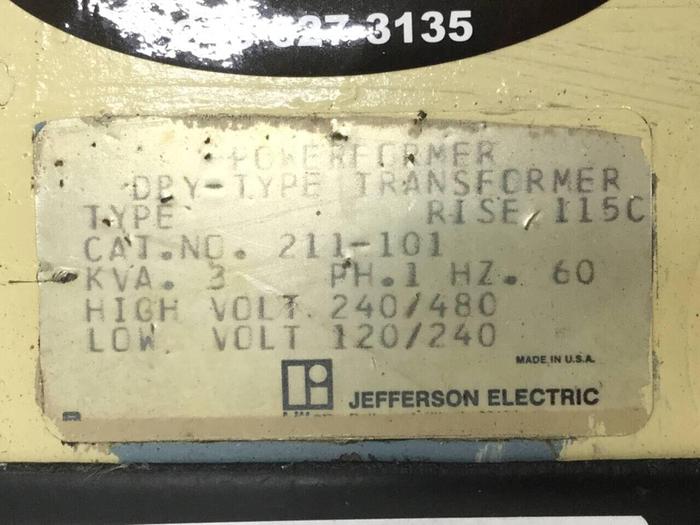 827-3135
POWERFORMER
DRY-TYPE TRANSFORMER
TYPE RISE 115C
CAT.NO. 211-101
KVA. 3 PH.1 HZ. 60
HIGH VOLT 240/480
LOW VOLT 120/240
MADE IN U.S.A.
JEFFERSON ELECTRIC